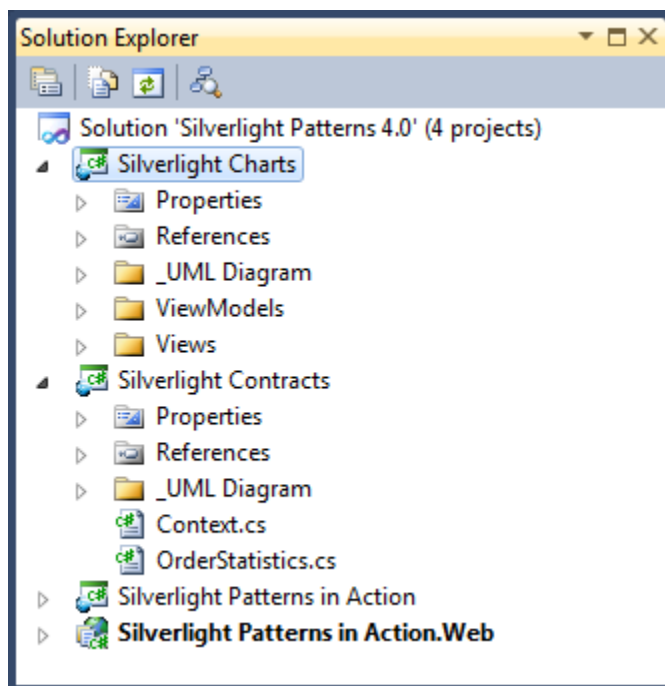 Solution Explorer
Solution 'Silverlight Patterns 4.0' (4 projects)
Silverlight Charts
Properties
References
_UML Diagram
ViewModels
Views
Silverlight Contracts
Properties
References
_UML Diagram
Context.cs
OrderStatistics.cs
Silverlight Patterns in Action
Silverlight Patterns in Action.Web